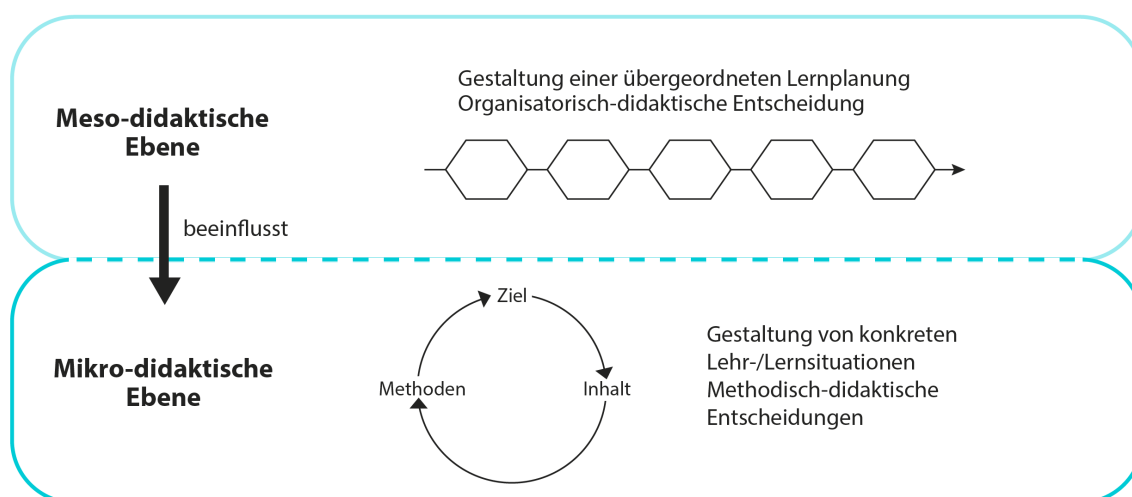 Meso-didaktische
Ebene
Gestaltung einer übergeordneten Lernplanung
Organisatorisch-didaktische Entscheidung
beeinflusst
Mikro-didaktische
Ebene
Ziel
Methoden
Inhalt
Gestaltung von konkreten
Lehr-/Lernsituationen
Methodisch-didaktische
Entscheidungen